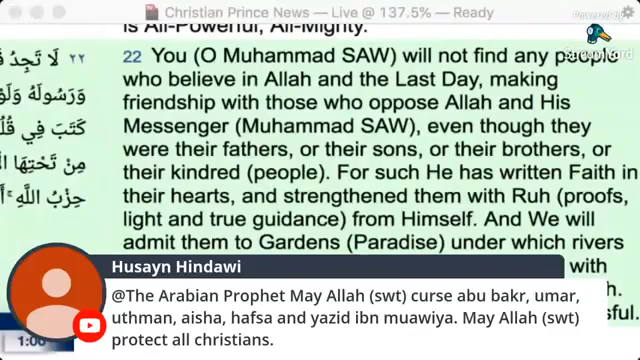 Christian Prince News — Live @ 137.5% — Ready
Powered by
is All-Powerful, All-Mighty.
22 You (O Muhammad SAW) will not find any people
who believe in Allah and the Last Day, making
friendship with those who oppose Allah and His
Messenger (Muhammad SAW), even though they
were their fathers, or their sons, or their brothers, or
their kindred (people). For such He has written Faith in
their hearts, and strengthened them with Ruh (proofs,
light and true guidance) from Himself. And We will
admit them to Gardens (Paradise) under which rivers
with
٢٢ لَا تَجِدُ
وَرَسُولَهُ وَلَوْ
كَتَبَ فِي
مِنْ تَحْتِهَا
حِزْبُ اللَّهِ ۚ
Husayn Hindawi
@The Arabian Prophet May Allah (swt) curse abu bakr, umar,
uthman, aisha, hafsa and yazid ibn muawiya. May Allah (swt)
protect all christians.